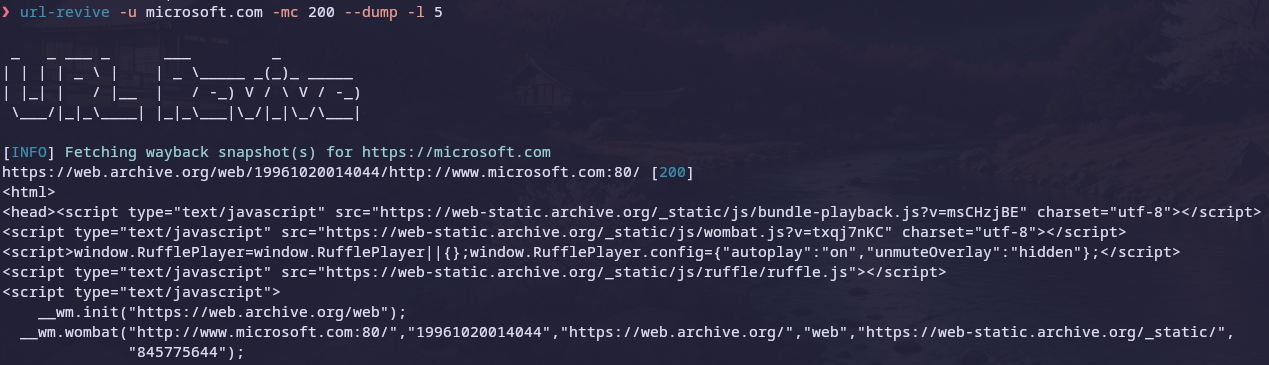 ❯ url-revive -u microsoft.com -mc 200 --dump -l 5
 _   _ ___ _      ___         _
| | | | _ \ |    | _ \_____ _(_)_ _____
| |_| |   / |__  |   / -_) V / \ V / -_)
 \___/|_|_\____| |_|_\___|\_/|_|\_/\___|
[INFO] Fetching wayback snapshot(s) for https://microsoft.com
https://web.archive.org/web/19961020014044/http://www.microsoft.com:80/ [200]
<html>
<head><script type="text/javascript" src="https://web-static.archive.org/_static/js/bundle-playback.js?v=msCHzjBE" charset="utf-8"></script>
<script type="text/javascript" src="https://web-static.archive.org/_static/js/wombat.js?v=txqj7nKC" charset="utf-8"></script>
<script>window.RufflePlayer=window.RufflePlayer||{};window.RufflePlayer.config={"autoplay":"on","unmuteOverlay":"hidden"};</script>
<script type="text/javascript" src="https://web-static.archive.org/_static/js/ruffle/ruffle.js"></script>
<script type="text/javascript">
    __wm.init("https://web.archive.org/web");
  __wm.wombat("http://www.microsoft.com:80/","19961020014044","https://web.archive.org/","web","https://web-static.archive.org/_static/",
              "845775644");